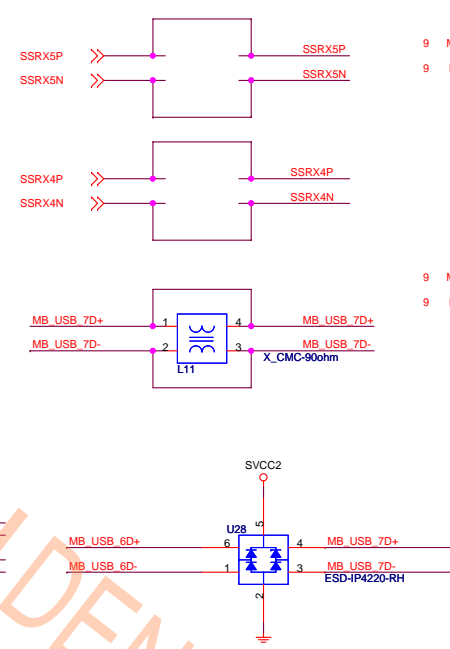 SSRX5P SSRX5P 9
SSRX5N SSRX5N 9
SSRX4P SSRX4P
SSRX4N SSRX4N
9
9
MB_USB_7D+ 1 4 MB_USB_7D+
MB_USB_7D- 2 3 MB_USB_7D-
L11 X_CMC-90ohm
SVCC2
5
U28
MB_USB_6D+ 6 4 MB_USB_7D+
MB_USB_6D- 1 3 MB_USB_7D-
ESD-IP4220-RH
2